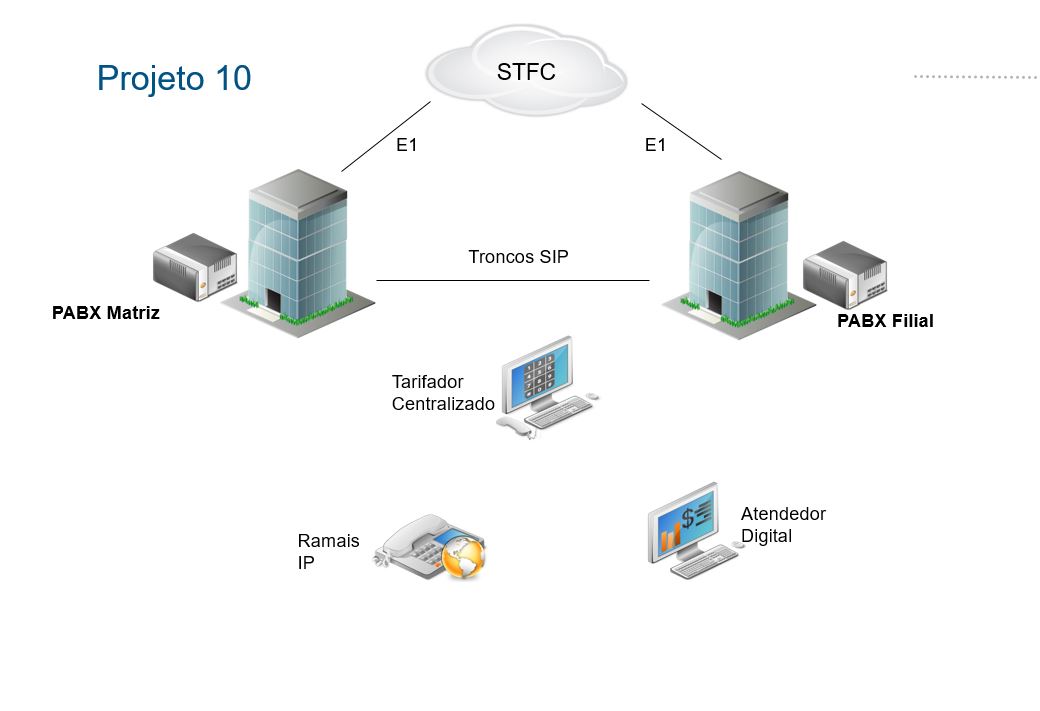 STFC
Projeto 10
E1
E1
Troncos SIP
PABX Matriz
PABX Filial
Tarifador
Centralizado
Atendedor
Digital
Ramais
IP